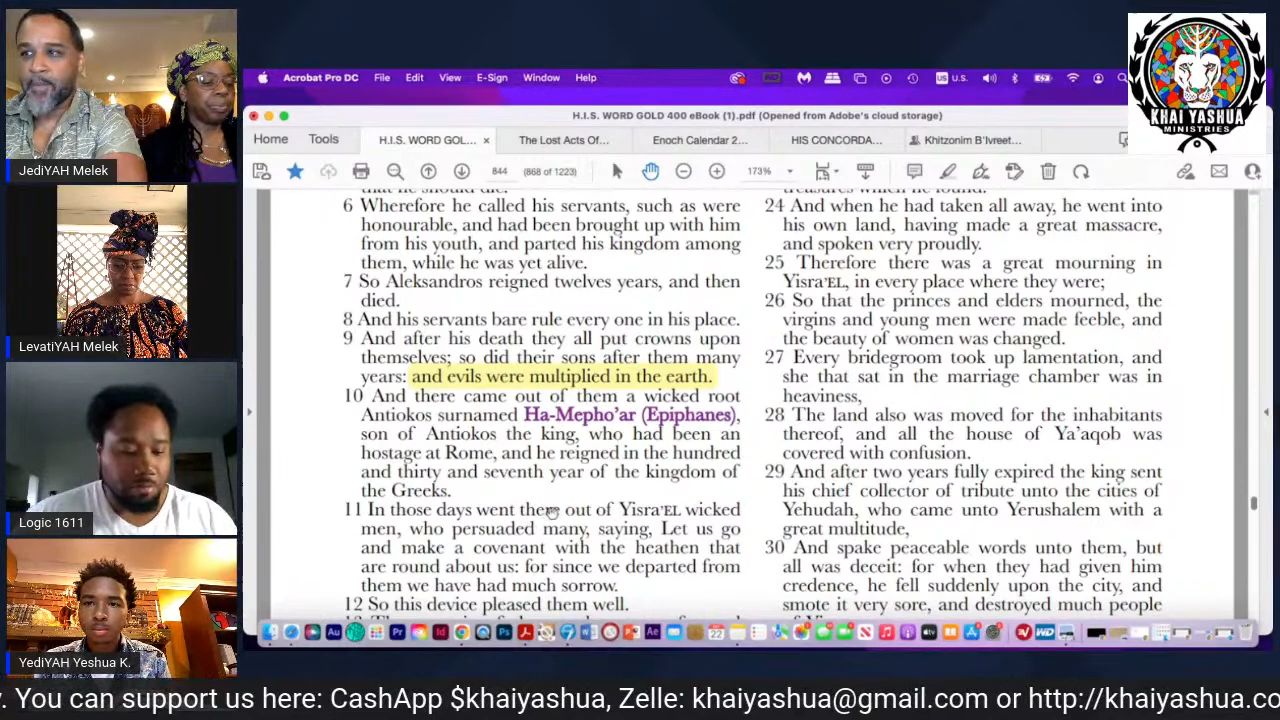 JediYAH Melek
LevatiYAH Melek
Logic 1611
YediYAH Yeshua K.
KHAI YASHUA
MINISTRIES
Acrobat Pro DC File Edit View E-Sign Window Help
U.S.
H.I.S. WORD GOLD 400 eBook (1).pdf (Opened from Adobe's cloud storage)
Home Tools H.I.S. WORD GOL... × The Lost Acts Of... Enoch Calendar 2... HIS CONCORDA... Khitzonim B'Ivreet...
844 (868 of 1223) 173%
that he should die.
6 Wherefore he called his servants, such as were
honourable, and had been brought up with him
from his youth, and parted his kingdom among
them, while he was yet alive.
7 So Aleksandros reigned twelves years, and then
died.
8 And his servants bare rule every one in his place.
9 And after his death they all put crowns upon
themselves; so did their sons after them many
years: and evils were multiplied in the earth.
10 And there came out of them a wicked root
Antiokos surnamed Ha-Mepho'ar (Epiphanes),
son of Antiokos the king, who had been an
hostage at Rome, and he reigned in the hundred
and thirty and seventh year of the kingdom of
the Greeks.
11 In those days went there out of Yisra'EL wicked
men, who persuaded many, saying, Let us go
and make a covenant with the heathen that
are round about us: for since we departed from
them we have had much sorrow.
12 So this device pleased them well.
treasures which he found.
24 And when he had taken all away, he went into
his own land, having made a great massacre,
and spoken very proudly.
25 Therefore there was a great mourning in
Yisra'EL, in every place where they were;
26 So that the princes and elders mourned, the
virgins and young men were made feeble, and
the beauty of women was changed.
27 Every bridegroom took up lamentation, and
she that sat in the marriage chamber was in
heaviness,
28 The land also was moved for the inhabitants
thereof, and all the house of Ya'aqob was
covered with confusion.
29 And after two years fully expired the king sent
his chief collector of tribute unto the cities of
Yehudah, who came unto Yerushalem with a
great multitude,
30 And spake peaceable words unto them, but
all was deceit: for when they had given him
credence, he fell suddenly upon the city, and
smote it very sore, and destroyed much people
y. You can support us here: CashApp $khaiyashua, Zelle: khaiyashua@gmail.com or http://khaiyashua.co